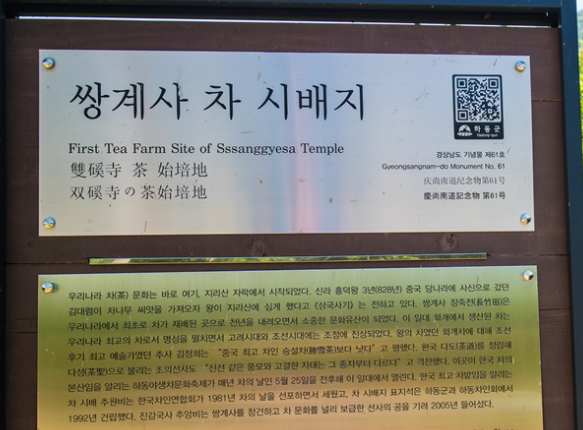 쌍계사 차 시배지
First Tea Farm Site of Sssanggyesa Temple
雙磎寺 茶 始培地
双磎寺の茶始培地
하동군
경상남도 기념물 제61호
Gyeongsangnam-do Monument No, 61
庆尚南道纪念物第61号
慶尚南道記念物 第61号
우리나라 차(茶) 문화는 바로 여기, 지리산 자락에서 시작되었다. 신라 흥덕왕 3년(828년) 중국 당나라에 사신으로 갔던
김대렴이 차나무 씨앗을 가져오자 왕이 지리산에 심게 했다고 《삼국사기》는 전하고 있다. 쌍계사 장죽전(長竹田)은
우리나라에서 최초로 차가 재배된 곳으로 천년을 내려오면서 소중한 문화유산이 되었다. 이 일대 화개에서 생산된 차는
우리나라 최고의 차로서 명성을 떨치면서 고려시대와 조선시대에는 조정에 진상되었다. 왕의 차였던 화개차에 대해 조선
후기 최고 예술가였던 추사 김정희는 "중국 최고 차인 승설차(勝雪茶)보다 낫다" 고 평했다. 한국 다도(茶道)를 정립해
다성(茶聖)으로 불리는 초의선사도 "신선 같은 풍모와 고결한 자태는 그 종자부터 다르다" 고 격찬했다. 이곳이 한국 차의
본산임을 알리는 하동야생차문화축제가 매년 차의 날인 5월 25일을 전후해 이 일대에서 열린다. 한국 최고 차밭임을 알리는
차 시배 추원비는 한국차인연합회가 1981년 차의 날을 선포하면서 세웠고, 차 시배지 표지석은 하동군과 하동차인회에서
1992년 건립했다. 진감국사 추앙비는 쌍계사를 창건하고 차 문화를 널리 보급한 선사의 공을 기려 2005년 들어섰다.